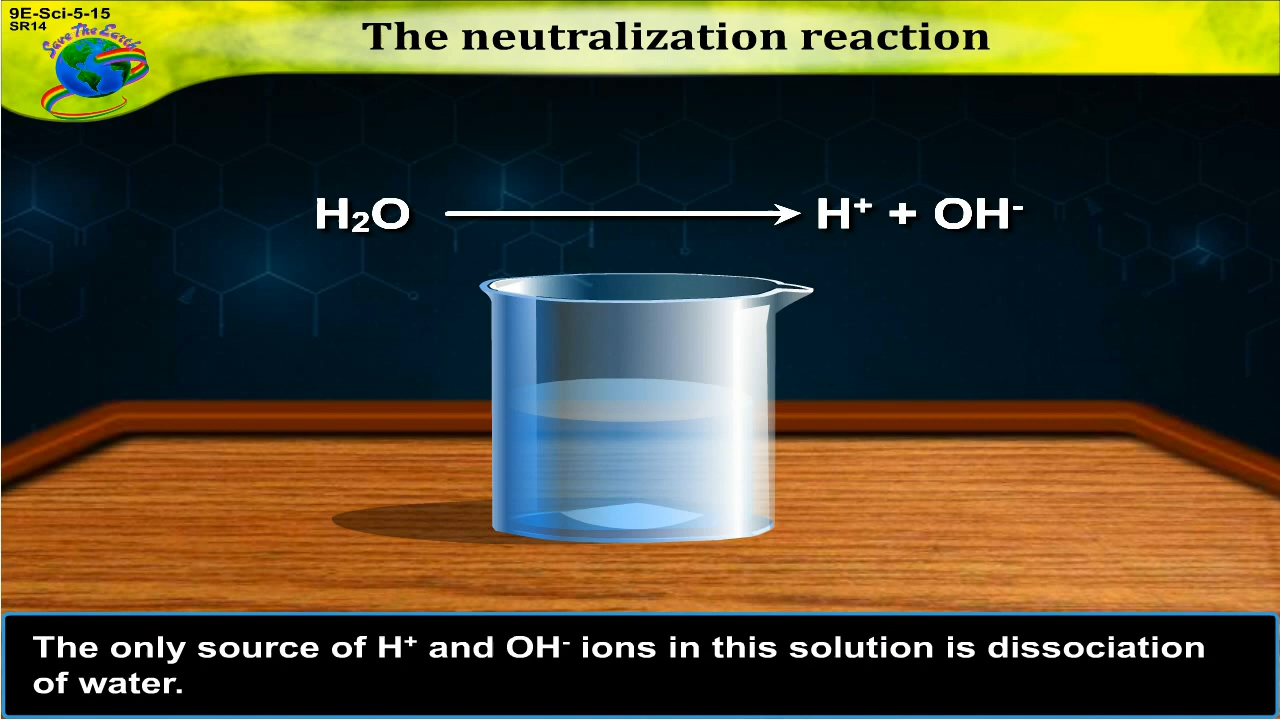 9E-Sci-5-15
SR14
Save The Earth
The neutralization reaction
H₂O → H⁺ + OH⁻
The only source of H⁺ and OH⁻ ions in this solution is dissociation
of water.